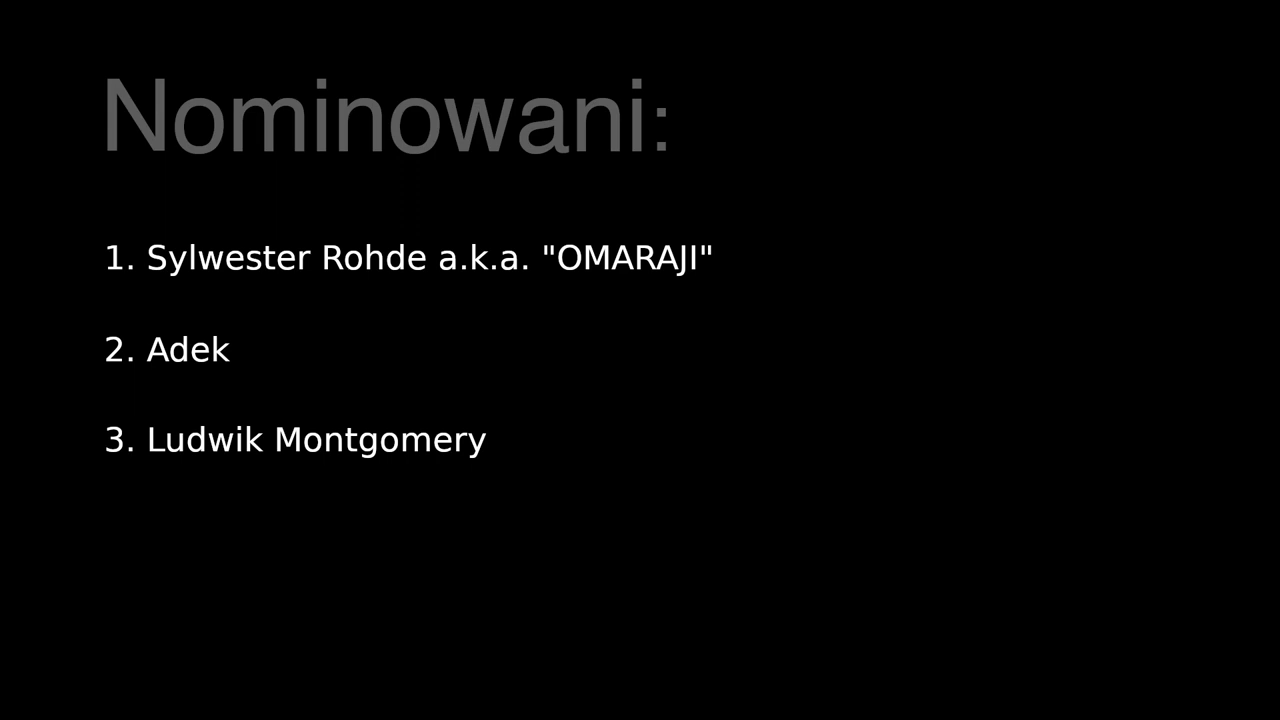 Nominowani:
1. Sylwester Rohde a.k.a. "OMARAJI"
2. Adek
3. Ludwik Montgomery